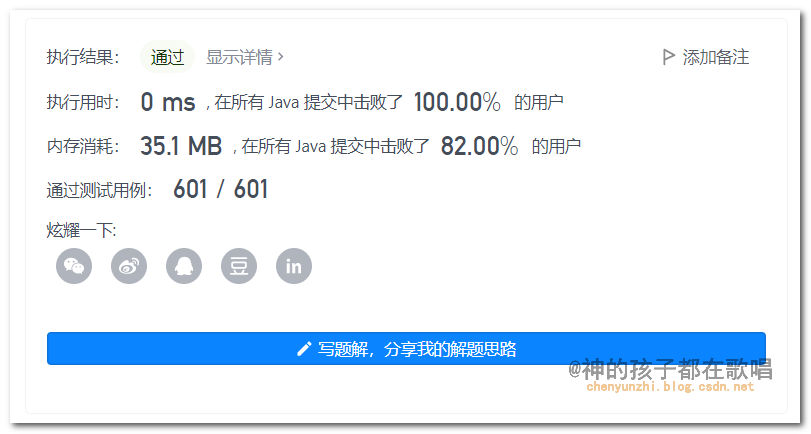 执行结果： 通过 显示详情 > 添加备注
执行用时： 0 ms , 在所有 Java 提交中击败了 100.00% 的用户
内存消耗： 35.1 MB , 在所有 Java 提交中击败了 82.00% 的用户
通过测试用例： 601 / 601
炫耀一下:
豆 in
写题解，分享我的解题思路
@神的孩子都在歌唱
chenyunzhi.blog.csdn.net